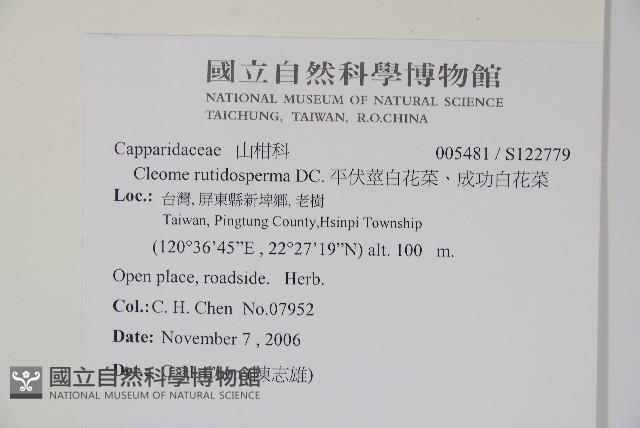 國立自然科學博物館
NATIONAL MUSEUM OF NATURAL SCIENCE
TAICHUNG, TAIWAN, R.O.CHINA
Capparidaceae 山柑科 005481 / S122779
Cleome rutidosperma DC. 平伏莖白花菜、成功白花菜
Loc.: 台灣, 屏東縣新埤鄉, 老樹
Taiwan, Pingtung County,Hsinpi Township
(120°36'45”E , 22°27'19”N) alt. 100 m.
Open place, roadside. Herb.
Col.: C. H. Chen No.07952
Date: November 7 , 2006
陳志雄)
國立自然科學博物館
NATIONAL MUSEUM OF NATURAL SCIENCE